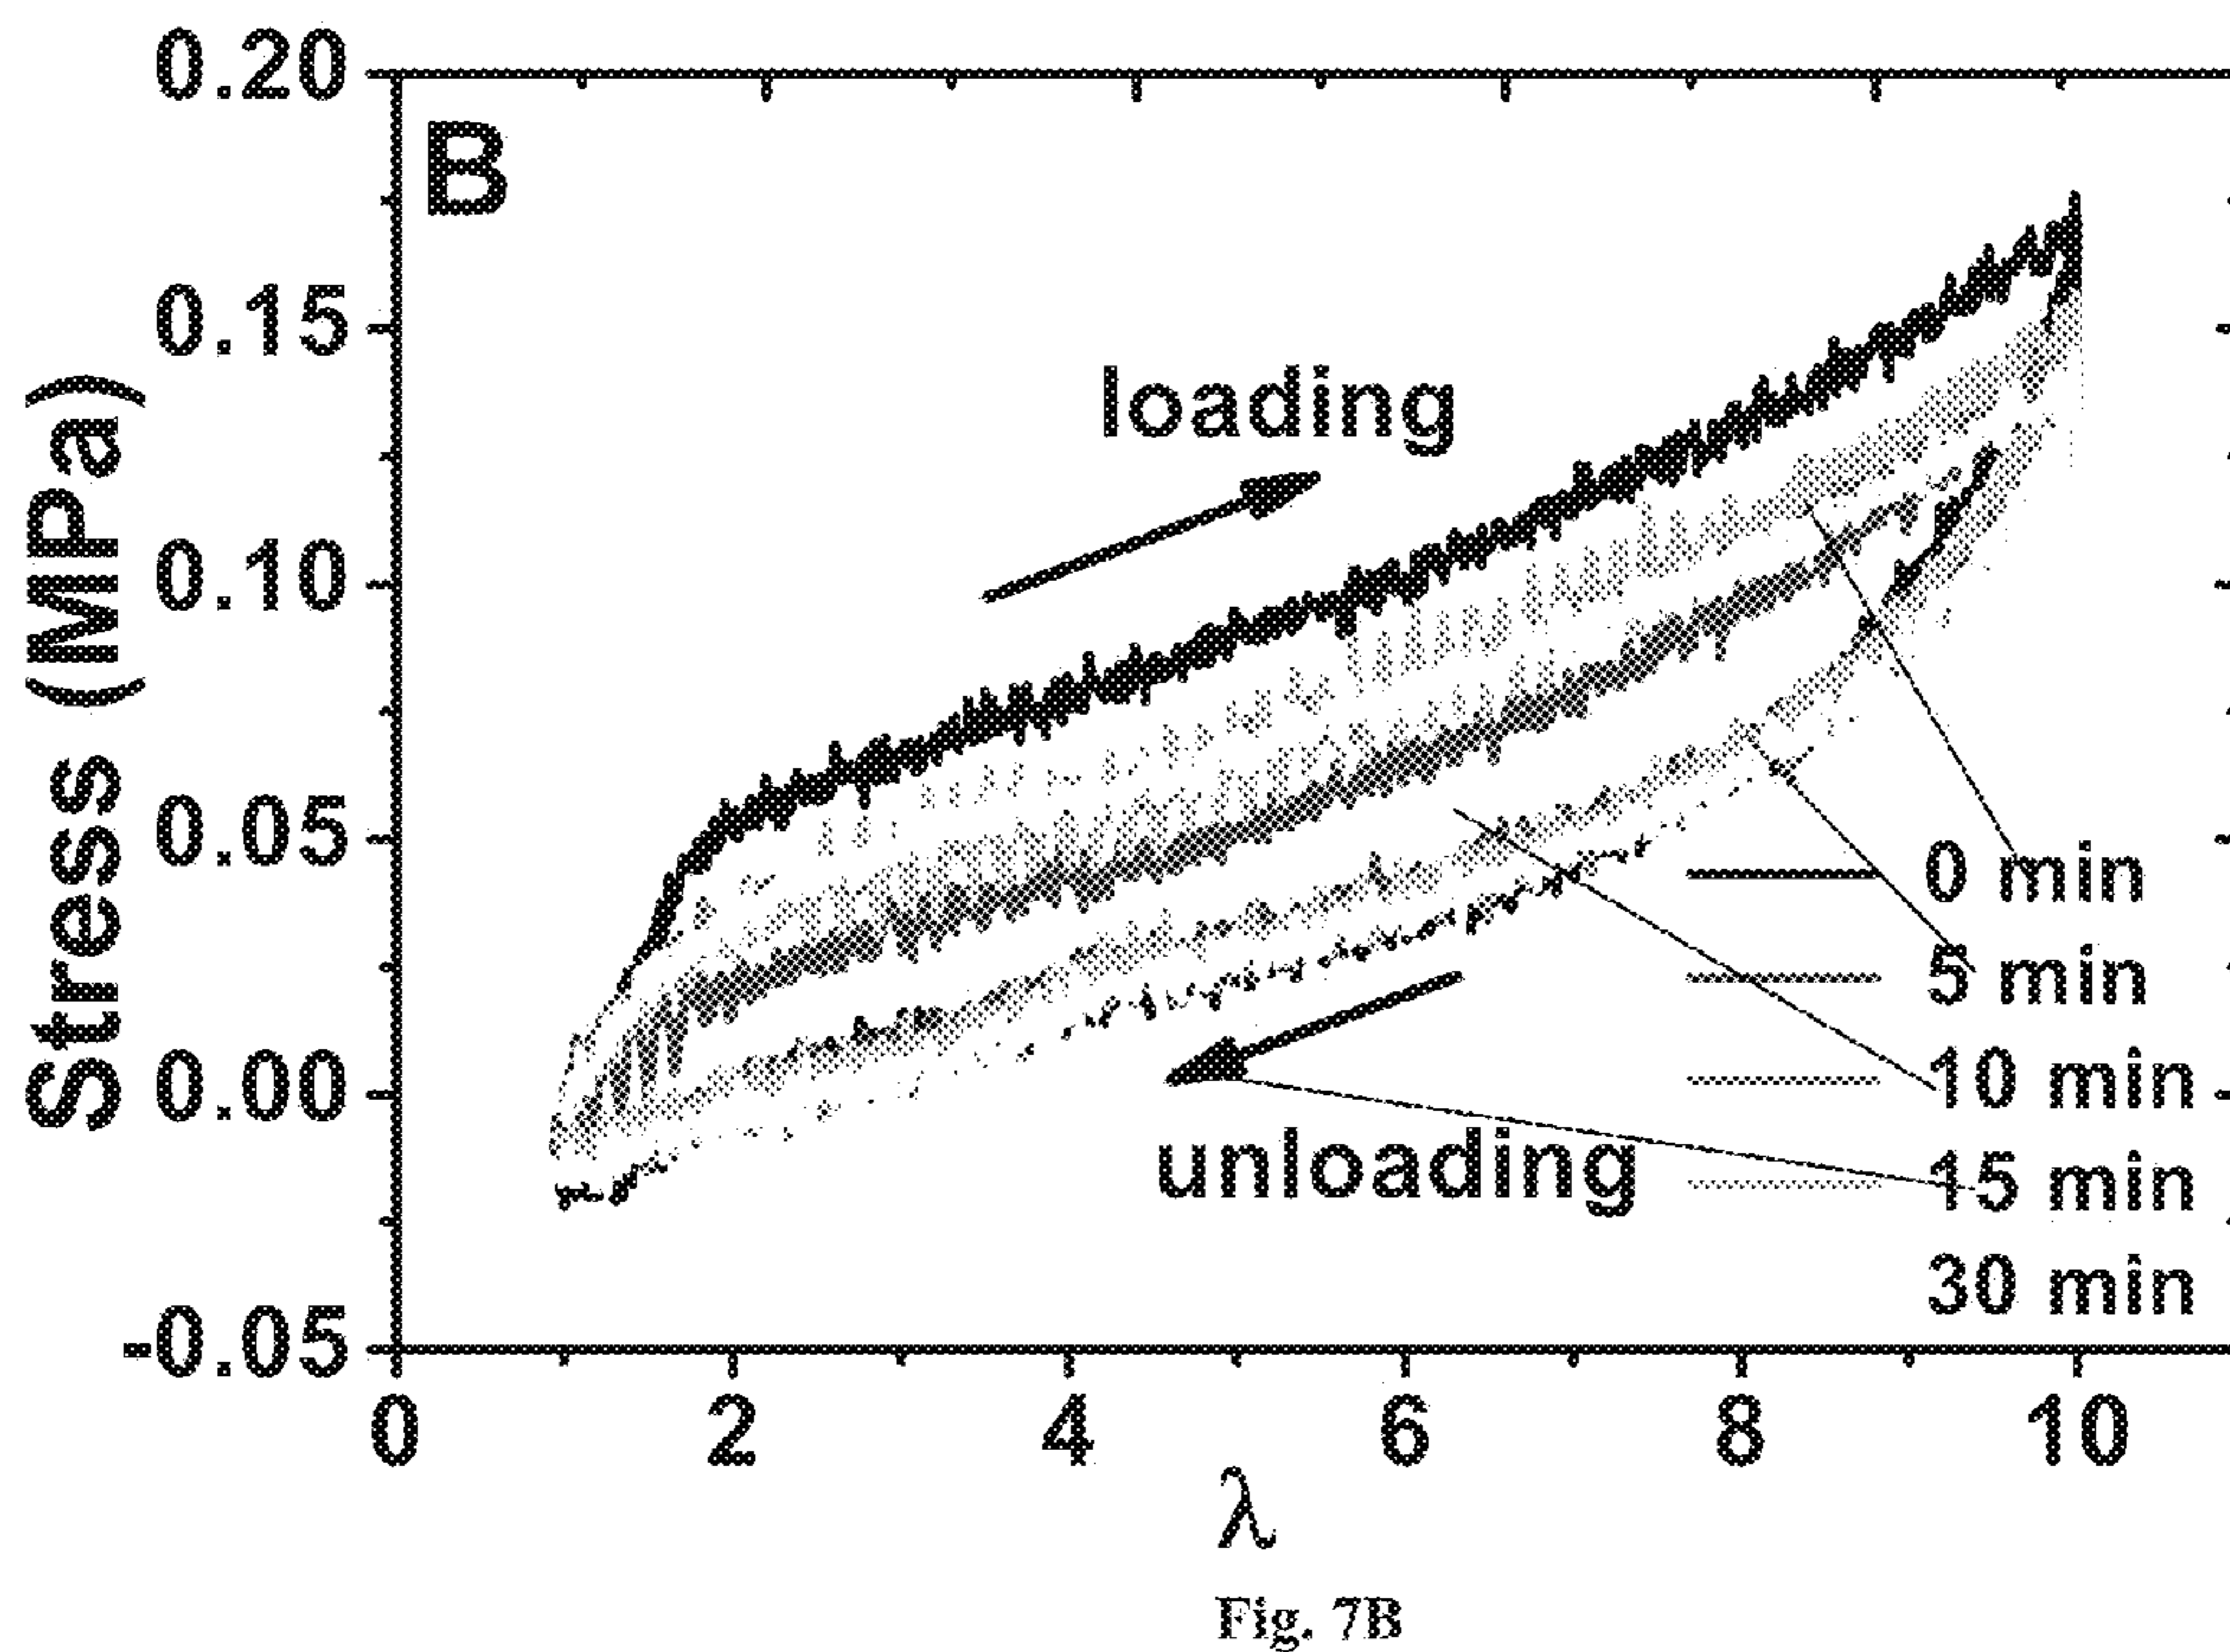 0.20
B
0.15
loading
0.10
Stress (MPa)
0.05
0 min
5 min
0.00
10 min
unloading
15 min
30 min
-0.05
0 2 4 6 8 10
λ
Fig. 7B